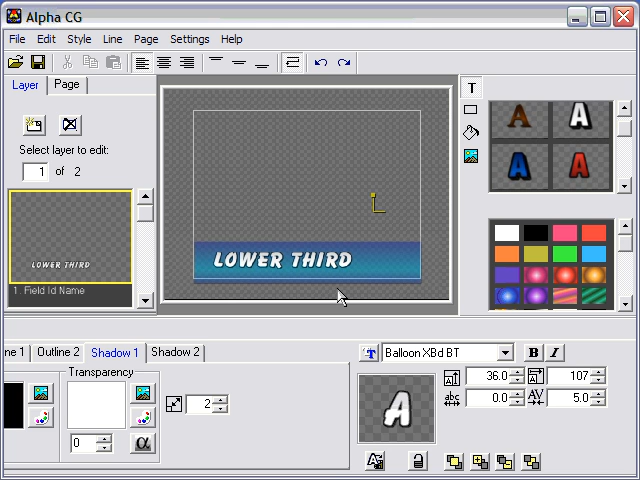 Alpha CG
File Edit Style Line Page Settings Help
Layer Page
Select layer to edit:
1 of 2
LOWER THIRD
1. Field Id Name
LOWER THIRD
T
A A
A A
ne 1 Outline 2 Shadow 1 Shadow 2
Transparency
0
α
2
T Balloon XBd BT B I
A
36.0 107
abc 0.0 AV 5.0